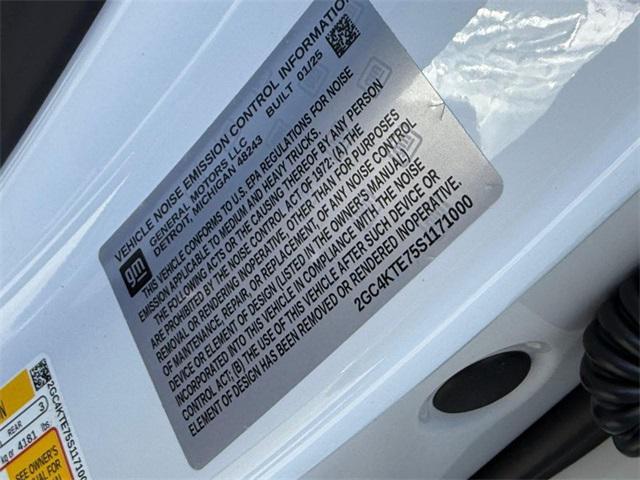 VEHICLE NOISE EMISSION CONTROL INFORMATION
GENERAL MOTORS LLC
DETROIT, MICHIGAN 48243 BUILT 01/25
gm
THIS VEHICLE CONFORMS TO U.S. EPA REGULATIONS FOR NOISE
EMISSION APPLICABLE TO MEDIUM AND HEAVY TRUCKS.
THE FOLLOWING ACTS OR THE CAUSING THEREOF BY ANY PERSON
ARE PROHIBITED BY THE NOISE CONTROL ACT OF 1972: (A) THE
REMOVAL OR RENDERING INOPERATIVE, OTHER THAN FOR PURPOSES
OF MAINTENANCE, REPAIR, OR REPLACEMENT, OF ANY NOISE CONTROL
DEVICE OR ELEMENT OF DESIGN (LISTED IN THE OWNER'S MANUAL)
INCORPORATED INTO THIS VEHICLE IN COMPLIANCE WITH THE NOISE
CONTROL ACT; (B) THE USE OF THIS VEHICLE AFTER SUCH DEVICE OR
ELEMENT OF DESIGN HAS BEEN REMOVED OR RENDERED INOPERATIVE.
2GC4KTE75S1171000
2GC4KTE75S117100
REAR
3
kg or 4181 lbs.
SEE OWNER'S